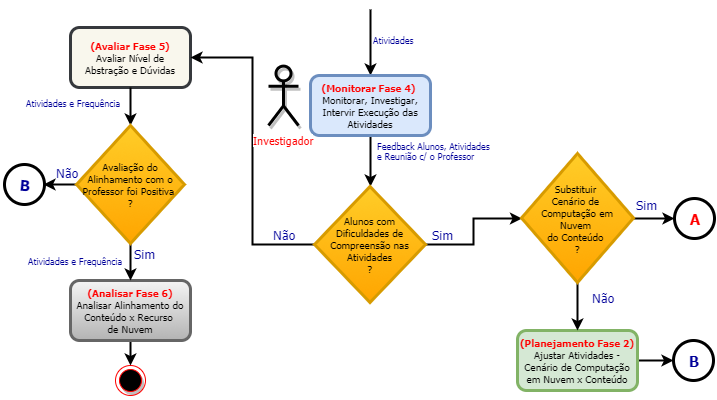 Atividades
(Monitorar Fase 4)
Monitorar, Investigar,
Intervir Execução das
Atividades
Investigador
Feedback Alunos, Atividades
e Reunião c/ o Professor
Alunos com
Dificuldades de
Compreensão nas
Atividades
?
Não
Sim
(Avaliar Fase 5)
Avaliar Nível de
Abstração e Dúvidas
Atividades e Frequência
Avaliação do
Alinhamento com o
Professor foi Positiva
?
Não
B
Sim
Atividades e Frequência
(Analisar Fase 6)
Analisar Alinhamento do
Conteúdo x Recurso
de Nuvem
Substituir
Cenário de
Computação em
Nuvem
do Conteúdo
?
Sim
A
Não
(Planejamento Fase 2)
Ajustar Atividades -
Cenário de Computação
em Nuvem x Conteúdo
B